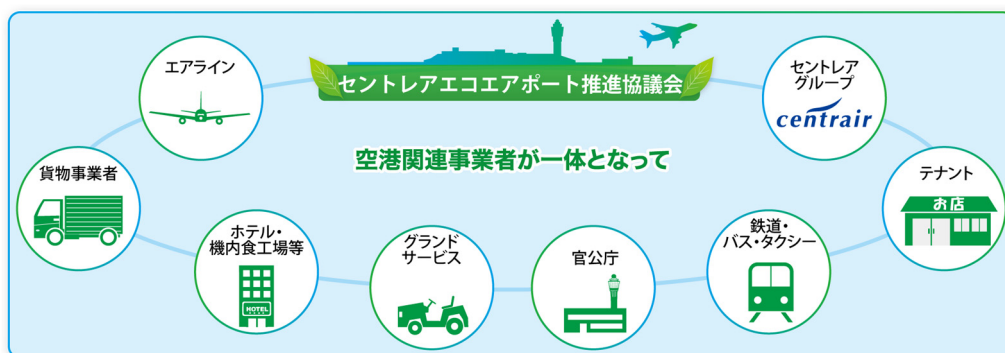 セントレアエコエアポート推進協議会
空港関連事業者が一体となって
エアライン
貨物事業者
ホテル・
機内食工場等
HOTEL
グランド
サービス
官公庁
鉄道・
バス・タクシー
テナント
お店
セントレア
グループ
centrair